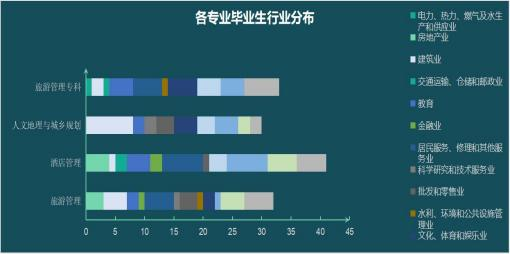 各专业毕业生行业分布
电力、热力、燃气及水生
产和供应业
房地产业
建筑业
交通运输、仓储和邮政业
教育
金融业
居民服务、修理和其他服
务业
科学研究和技术服务业
批发和零售业
水利、环境和公共设施管
理业
文化、体育和娱乐业
旅游管理专科
人文地理与城乡规划
酒店管理
旅游管理
0 5 10 15 20 25 30 35 40 45